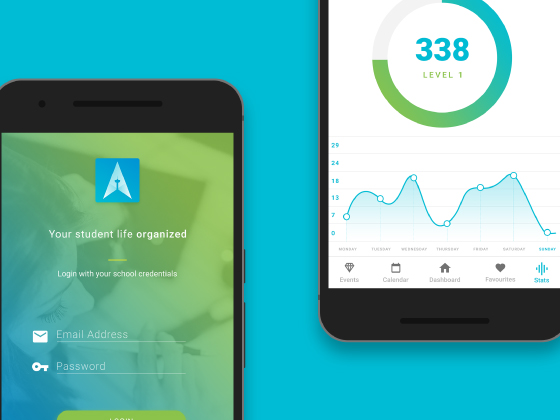 Your student life organized
Login with your school credentials
Email Address
Password
LOGIN
338
LEVEL 1
29
24
18
13
7
0
MONDAY TUESDAY WEDNESDAY THURSDAY FRIDAY SATURDAY SUNDAY
Events Calendar Dashboard Favourites Stats